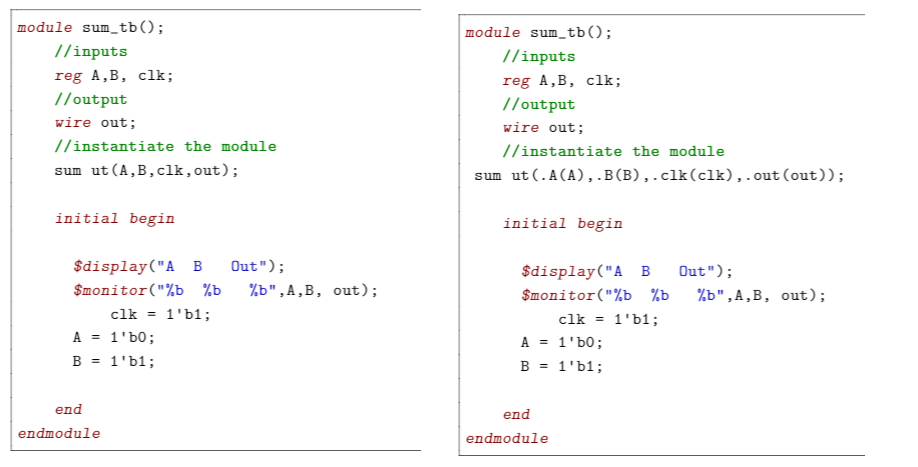 module sum_tb();
//inputs
reg A,B, clk;
//output
wire out;
//instantiate the module
sum ut(A,B,clk,out);
initial begin
$display("A  B   Out");
$monitor("%b  %b   %b",A,B, out);
clk = 1'b1;
A = 1'b0;
B = 1'b1;
end
endmodule
module sum_tb();
//inputs
reg A,B, clk;
//output
wire out;
//instantiate the module
sum ut(.A(A),.B(B),.clk(clk),.out(out));
initial begin
$display("A  B   Out");
$monitor("%b  %b   %b",A,B, out);
clk = 1'b1;
A = 1'b0;
B = 1'b1;
end
endmodule